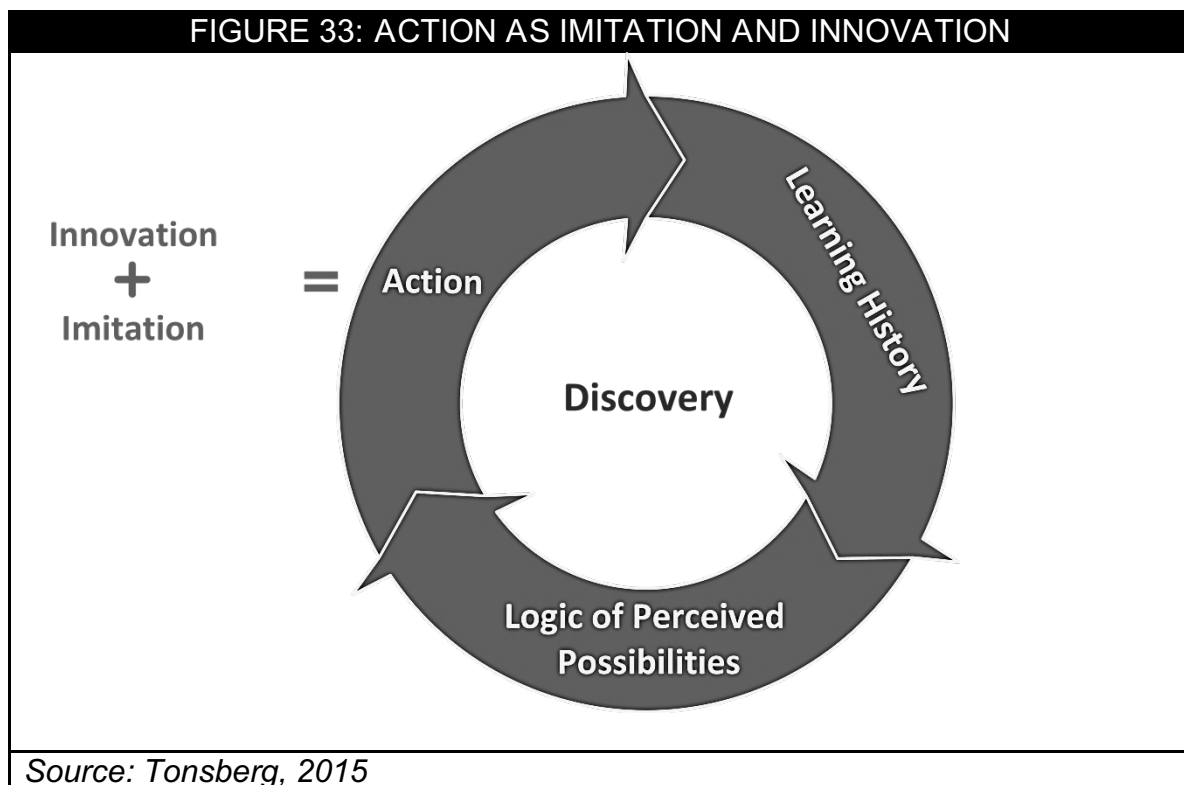 FIGURE 33: ACTION AS IMITATION AND INNOVATION
Innovation
+
Imitation
=
Action
Learning History
Discovery
Logic of Perceived
Possibilities
Source: Tonsberg, 2015